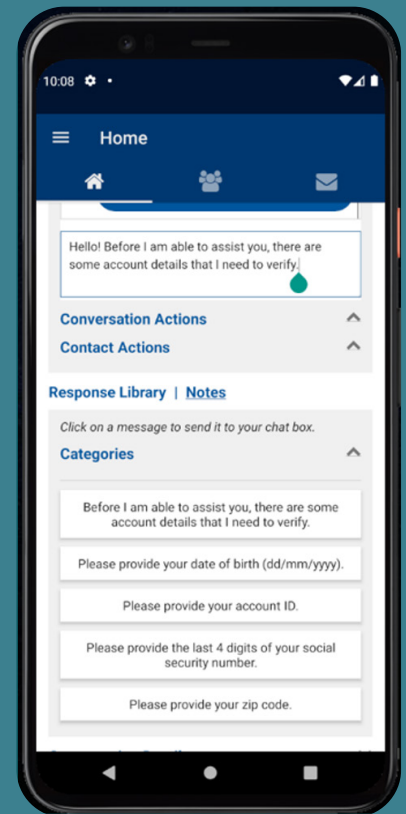 10:08
Home
Hello! Before I am able to assist you, there are
some account details that I need to verify.
Conversation Actions
Contact Actions
Response Library | Notes
Click on a message to send it to your chat box.
Categories
Before I am able to assist you, there are some
account details that I need to verify.
Please provide your date of birth (dd/mm/yyyy).
Please provide your account ID.
Please provide the last 4 digits of your social
security number.
Please provide your zip code.